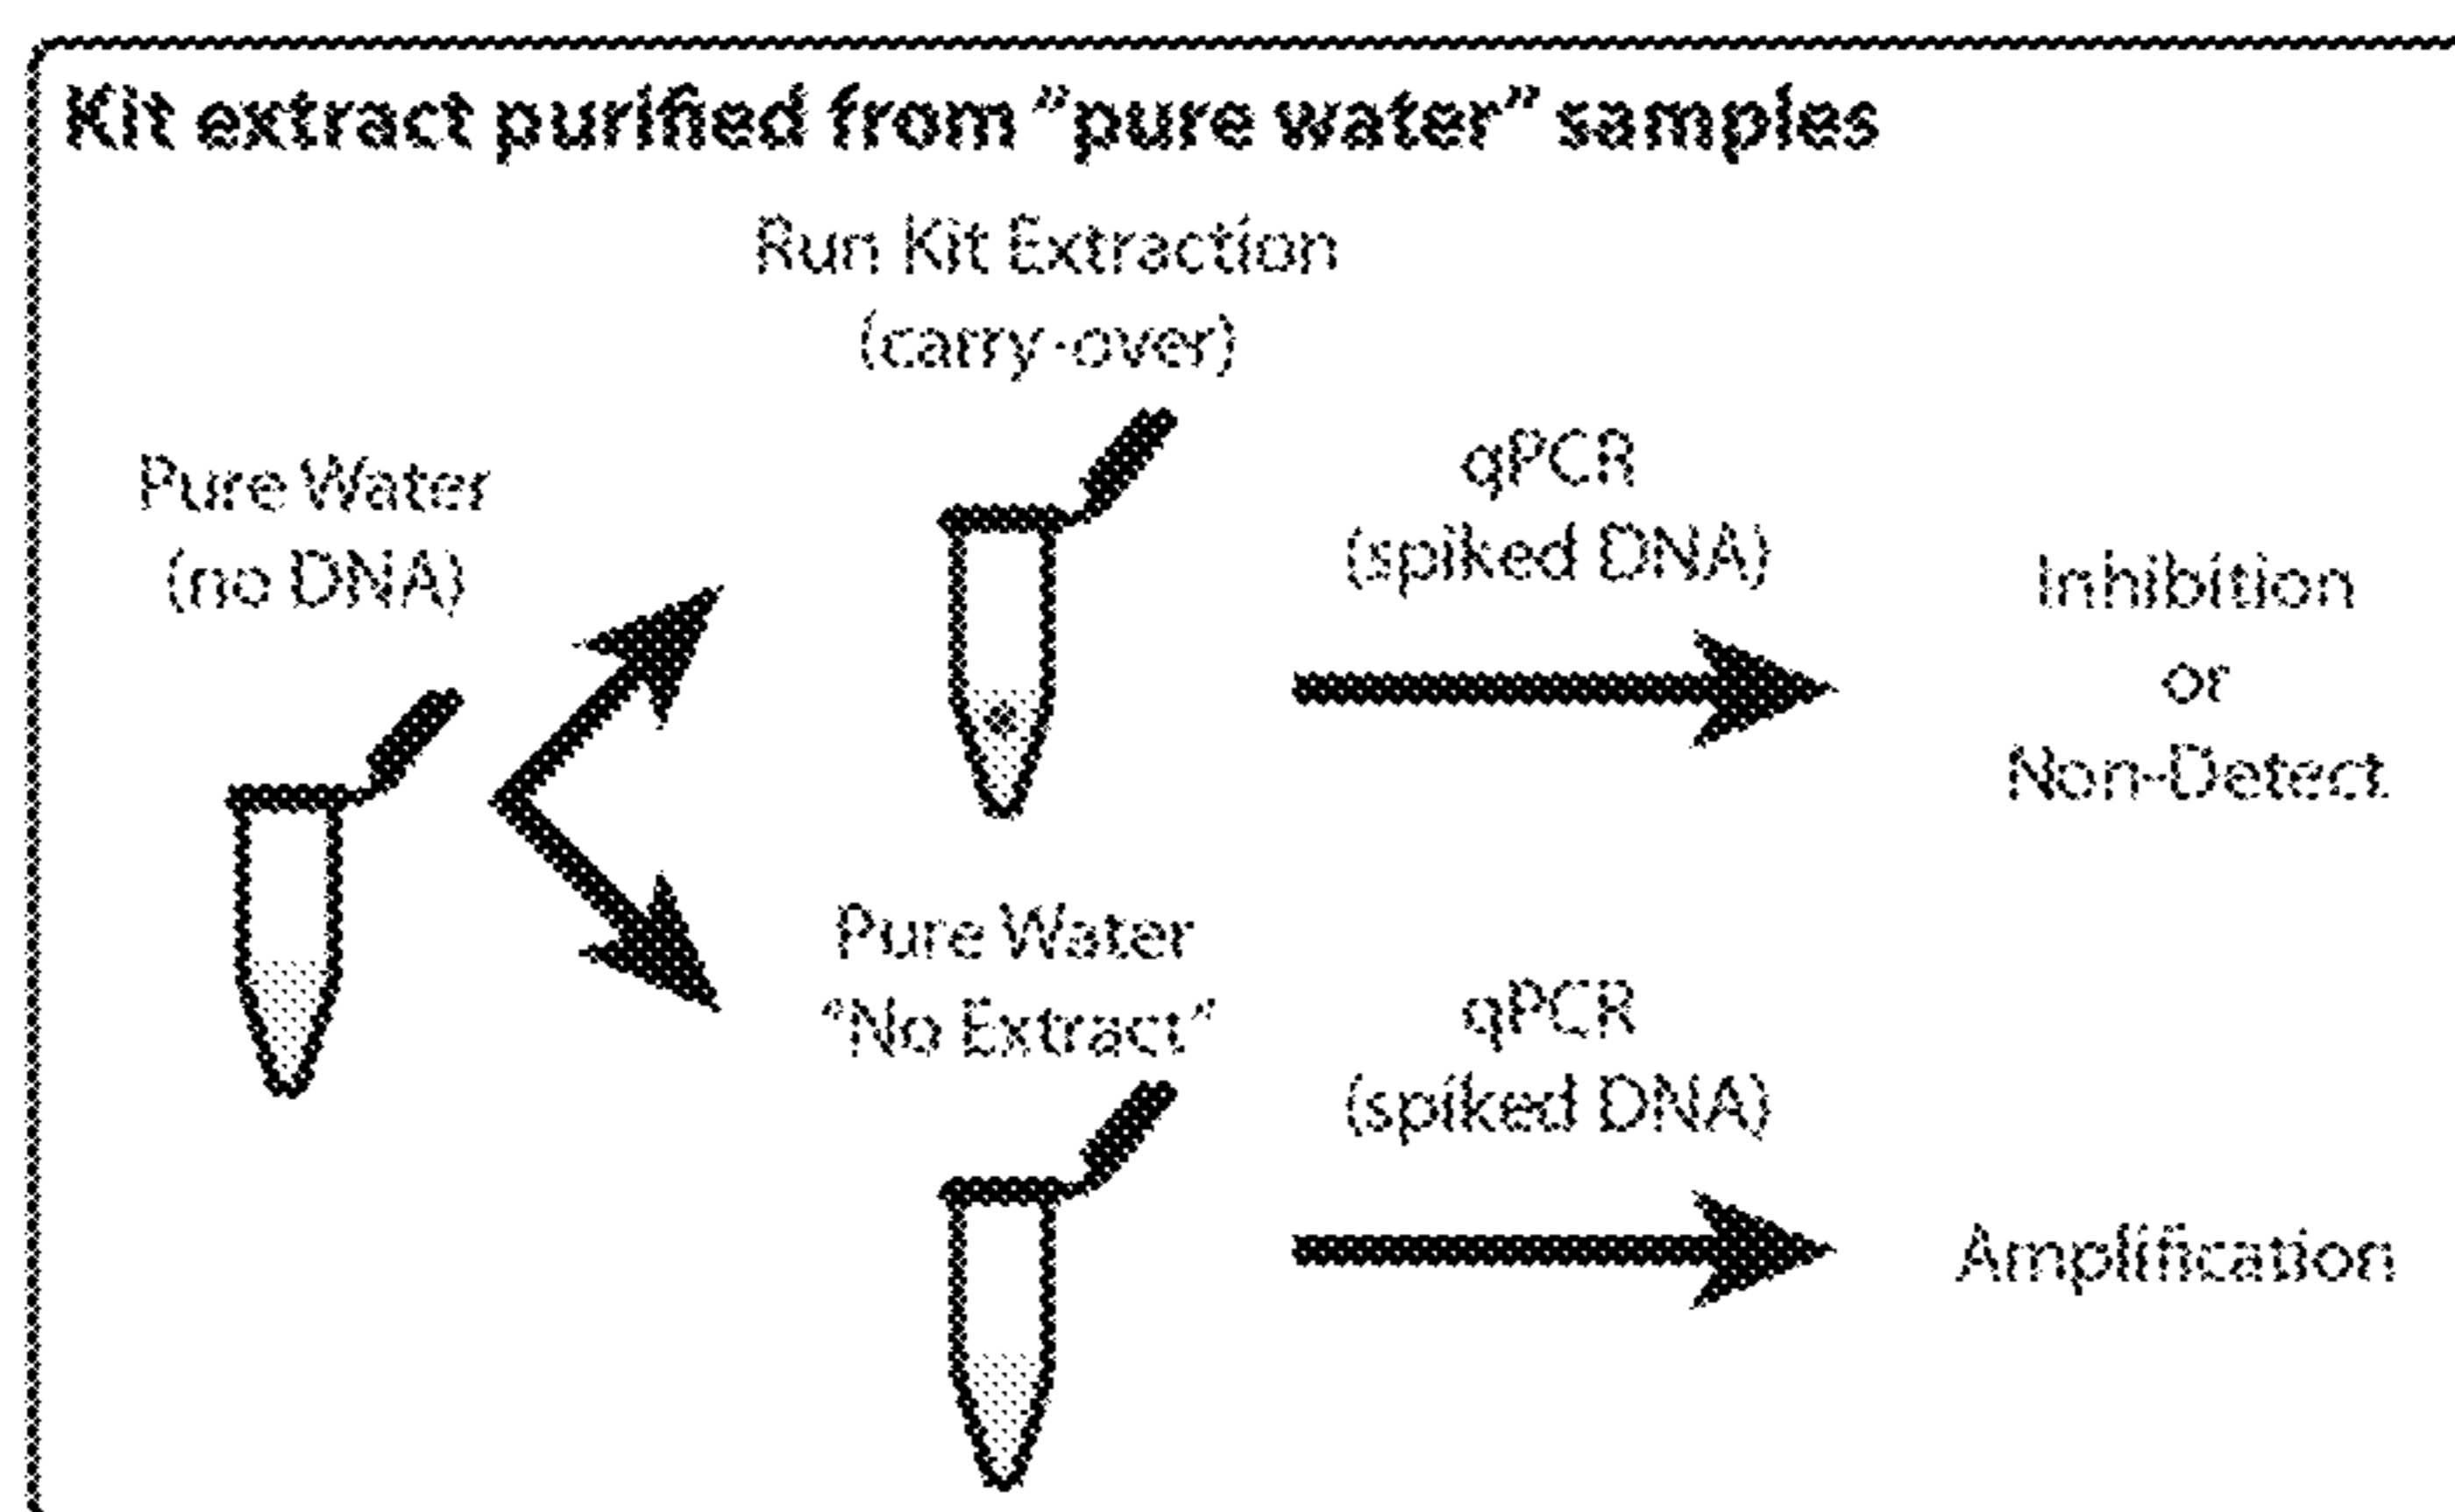 Kit extract purified from "pure water" samples
Run Kit Extraction
(carry-over)
Pure Water
(no DNA)
qPCR
(spiked DNA)
Inhibition
or
Non-Detect
Pure Water
"No Extract"
qPCR
(spiked DNA)
Amplification